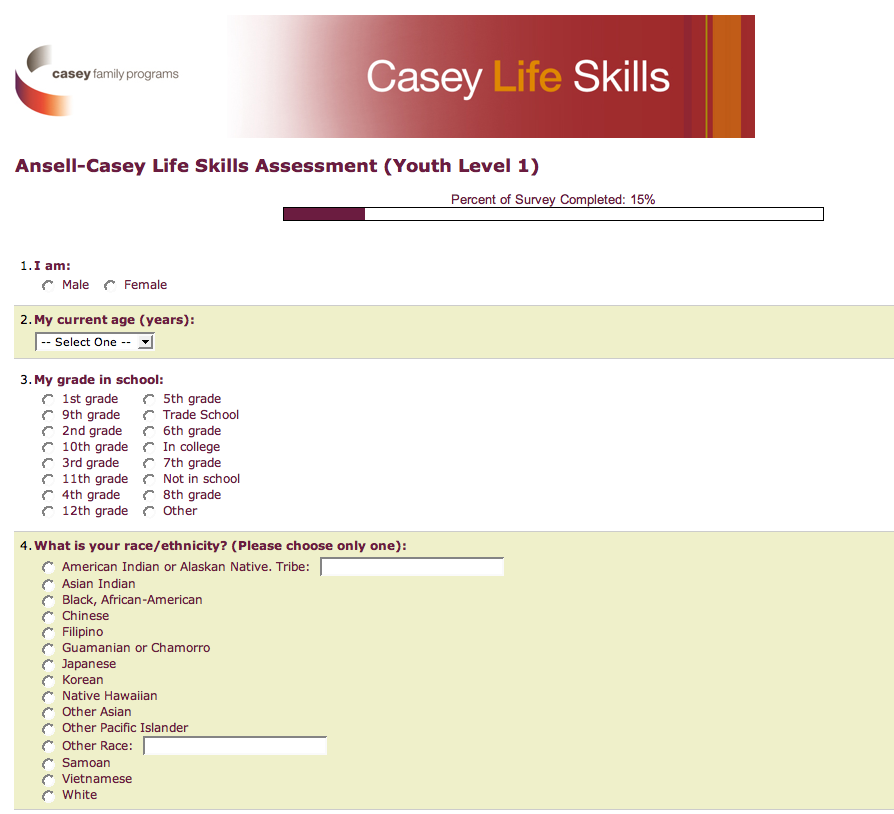 casey family programs
Casey Life Skills
Ansell-Casey Life Skills Assessment (Youth Level 1)
Percent of Survey Completed: 15%
1. I am:
Male Female
2. My current age (years):
-- Select One --
3. My grade in school:
1st grade 5th grade
9th grade Trade School
2nd grade 6th grade
10th grade In college
3rd grade 7th grade
11th grade Not in school
4th grade 8th grade
12th grade Other
4. What is your race/ethnicity? (Please choose only one):
American Indian or Alaskan Native. Tribe:
Asian Indian
Black, African-American
Chinese
Filipino
Guamanian or Chamorro
Japanese
Korean
Native Hawaiian
Other Asian
Other Pacific Islander
Other Race:
Samoan
Vietnamese
White